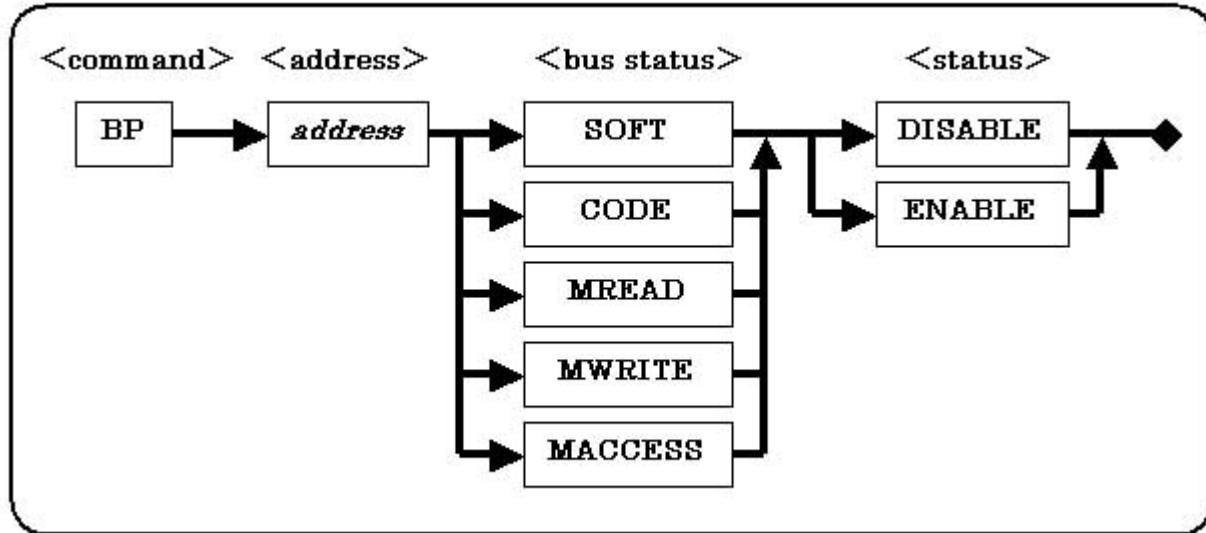 <command> <address> <bus status> <status>
BP address SOFT DISABLE
CODE ENABLE
MREAD
MWRITE
MACCESS